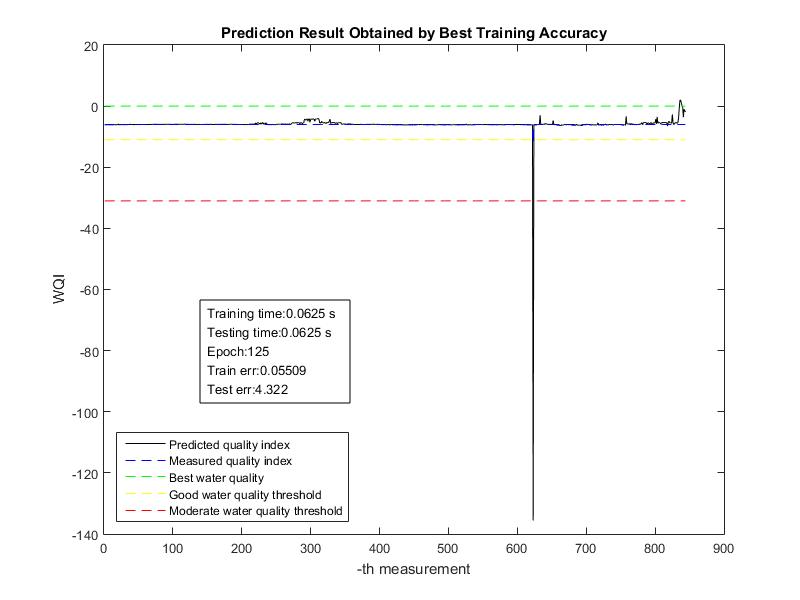 Prediction Result Obtained by Best Training Accuracy
20
0
-20
-40
-60
-80
-100
-120
-140
WQI
Training time:0.0625 s
Testing time:0.0625 s
Epoch:125
Train err:0.05509
Test err:4.322
Predicted quality index
Measured quality index
Best water quality
Good water quality threshold
Moderate water quality threshold
0 100 200 300 400 500 600 700 800 900
-th measurement